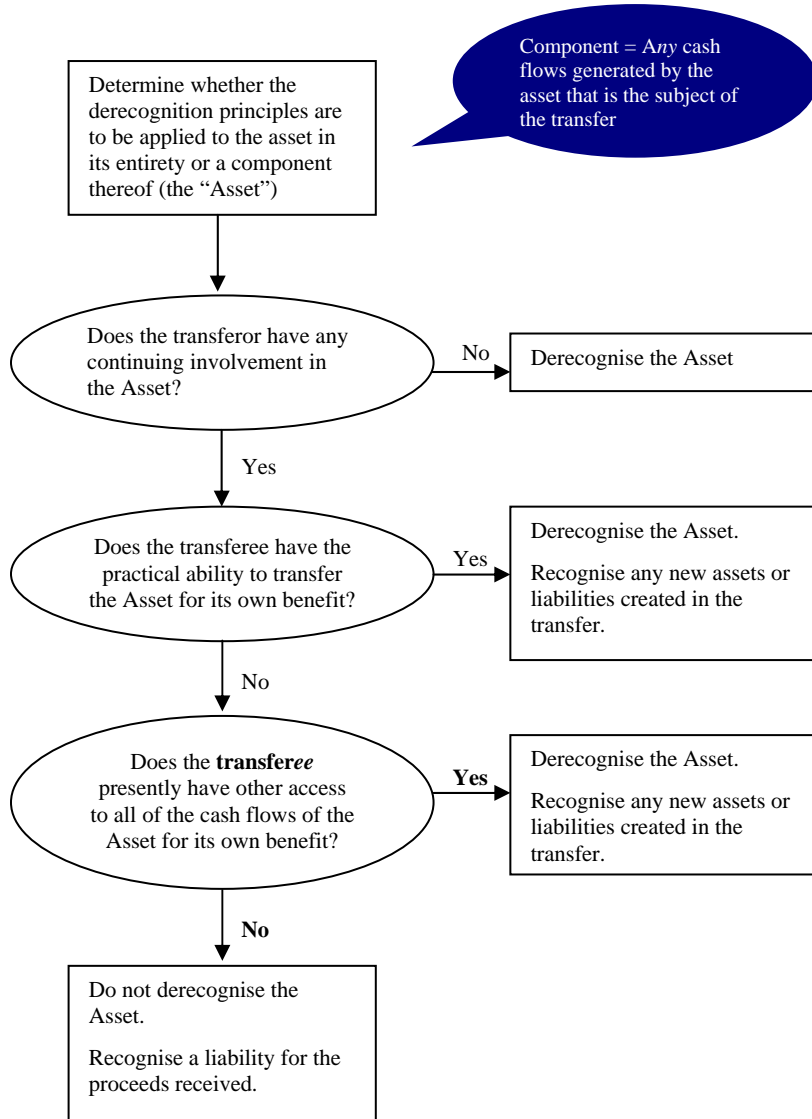 Component = Any cash
flows generated by the
asset that is the subject of
the transfer
Determine whether the
derecognition principles are
to be applied to the asset in
its entirety or a component
thereof (the “Asset”)
Does the transferor have any
continuing involvement in
the Asset?
No
Derecognise the Asset
Yes
Does the transferee have the
practical ability to transfer
the Asset for its own benefit?
Yes
Derecognise the Asset.
Recognise any new assets or
liabilities created in the
transfer.
No
Does the transferee
presently have other access
to all of the cash flows of the
Asset for its own benefit?
Yes
Derecognise the Asset.
Recognise any new assets or
liabilities created in the
transfer.
No
Do not derecognise the
Asset.
Recognise a liability for the
proceeds received.